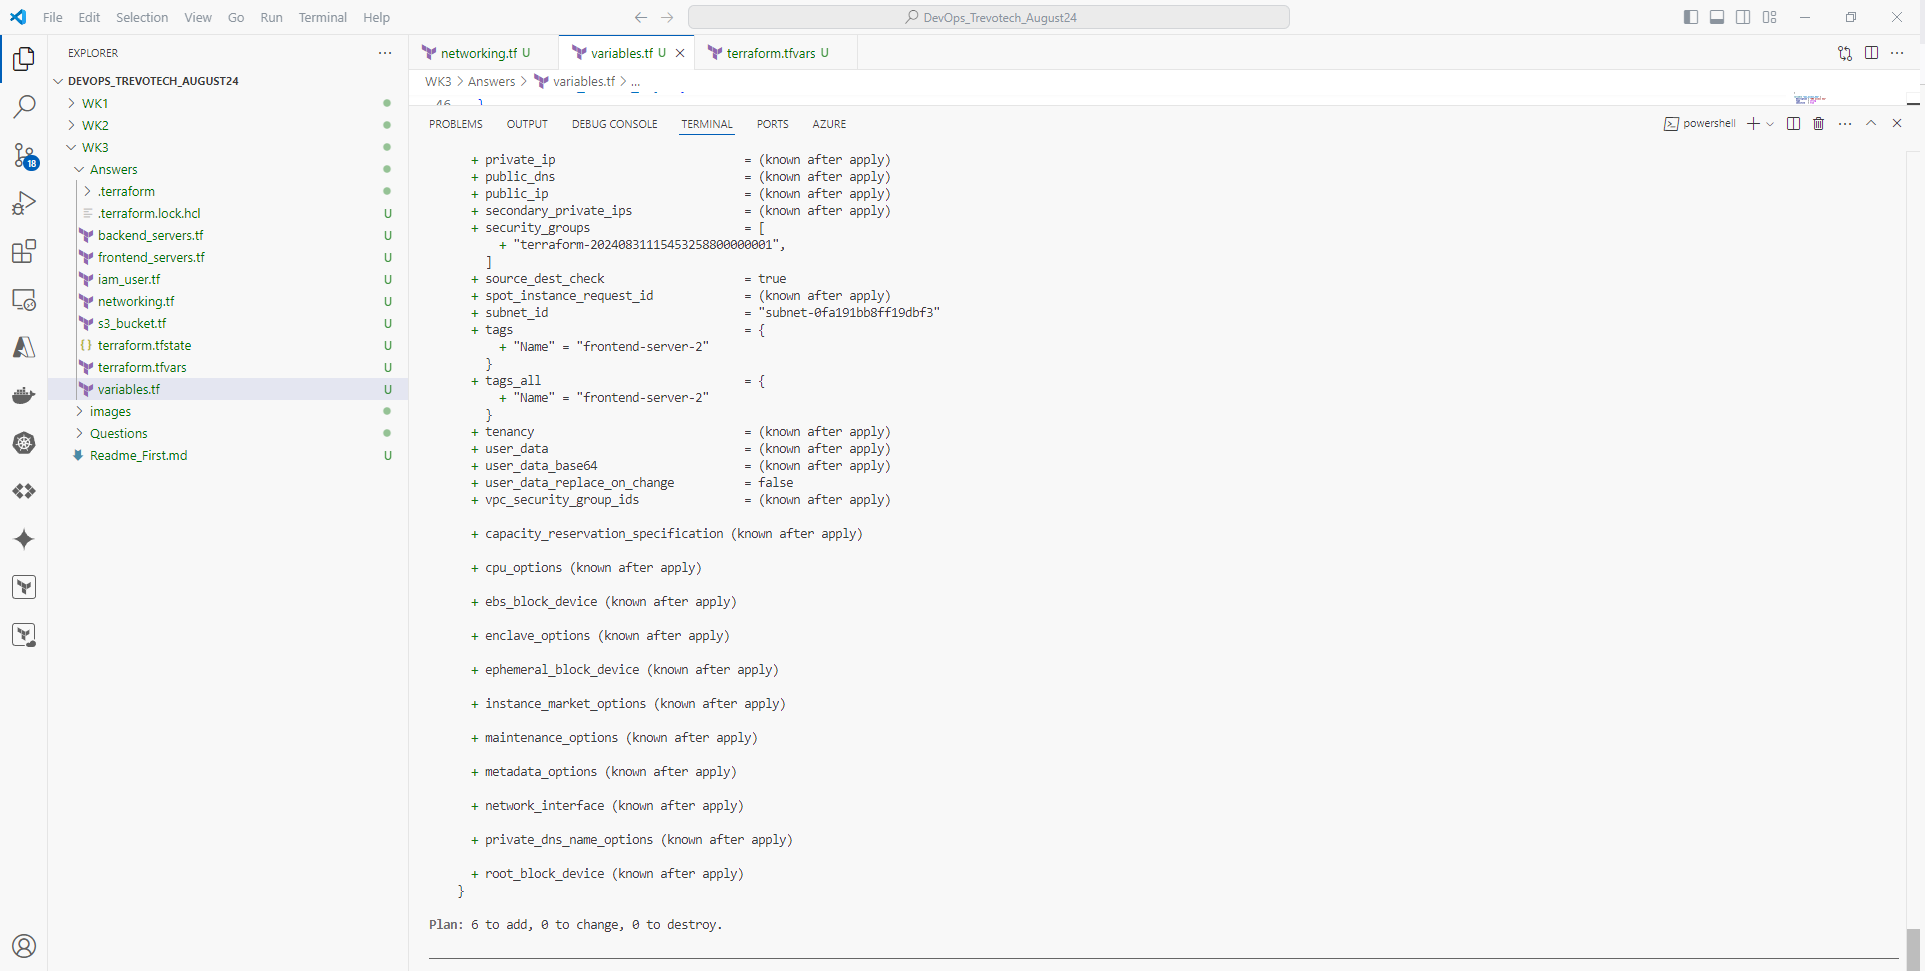 File Edit Selection View Go Run Terminal Help
DevOps_Trevotech_August24
EXPLORER
DEVOPS_TREVOTECH_AUGUST24
WK1
WK2
WK3
Answers
.terraform
.terraform.lock.hcl U
backend_servers.tf U
frontend_servers.tf U
iam_user.tf U
networking.tf U
s3_bucket.tf U
terraform.tfstate U
terraform.tfvars U
variables.tf U
images
Questions
Readme_First.md U
18
networking.tf U
variables.tf U
terraform.tfvars U
WK3 > Answers > variables.tf > ...
46 }
PROBLEMS OUTPUT DEBUG CONSOLE TERMINAL PORTS AZURE
powershell
+ private_ip = (known after apply)
+ public_dns = (known after apply)
+ public_ip = (known after apply)
+ secondary_private_ips = (known after apply)
+ security_groups = [
+ "terraform-20240831115453258800000001",
]
+ source_dest_check = true
+ spot_instance_request_id = (known after apply)
+ subnet_id = "subnet-0fa191bb8ff19dbf3"
+ tags = {
+ "Name" = "frontend-server-2"
}
+ tags_all = {
+ "Name" = "frontend-server-2"
}
+ tenancy = (known after apply)
+ user_data = (known after apply)
+ user_data_base64 = (known after apply)
+ user_data_replace_on_change = false
+ vpc_security_group_ids = (known after apply)
+ capacity_reservation_specification (known after apply)
+ cpu_options (known after apply)
+ ebs_block_device (known after apply)
+ enclave_options (known after apply)
+ ephemeral_block_device (known after apply)
+ instance_market_options (known after apply)
+ maintenance_options (known after apply)
+ metadata_options (known after apply)
+ network_interface (known after apply)
+ private_dns_name_options (known after apply)
+ root_block_device (known after apply)
}
Plan: 6 to add, 0 to change, 0 to destroy.